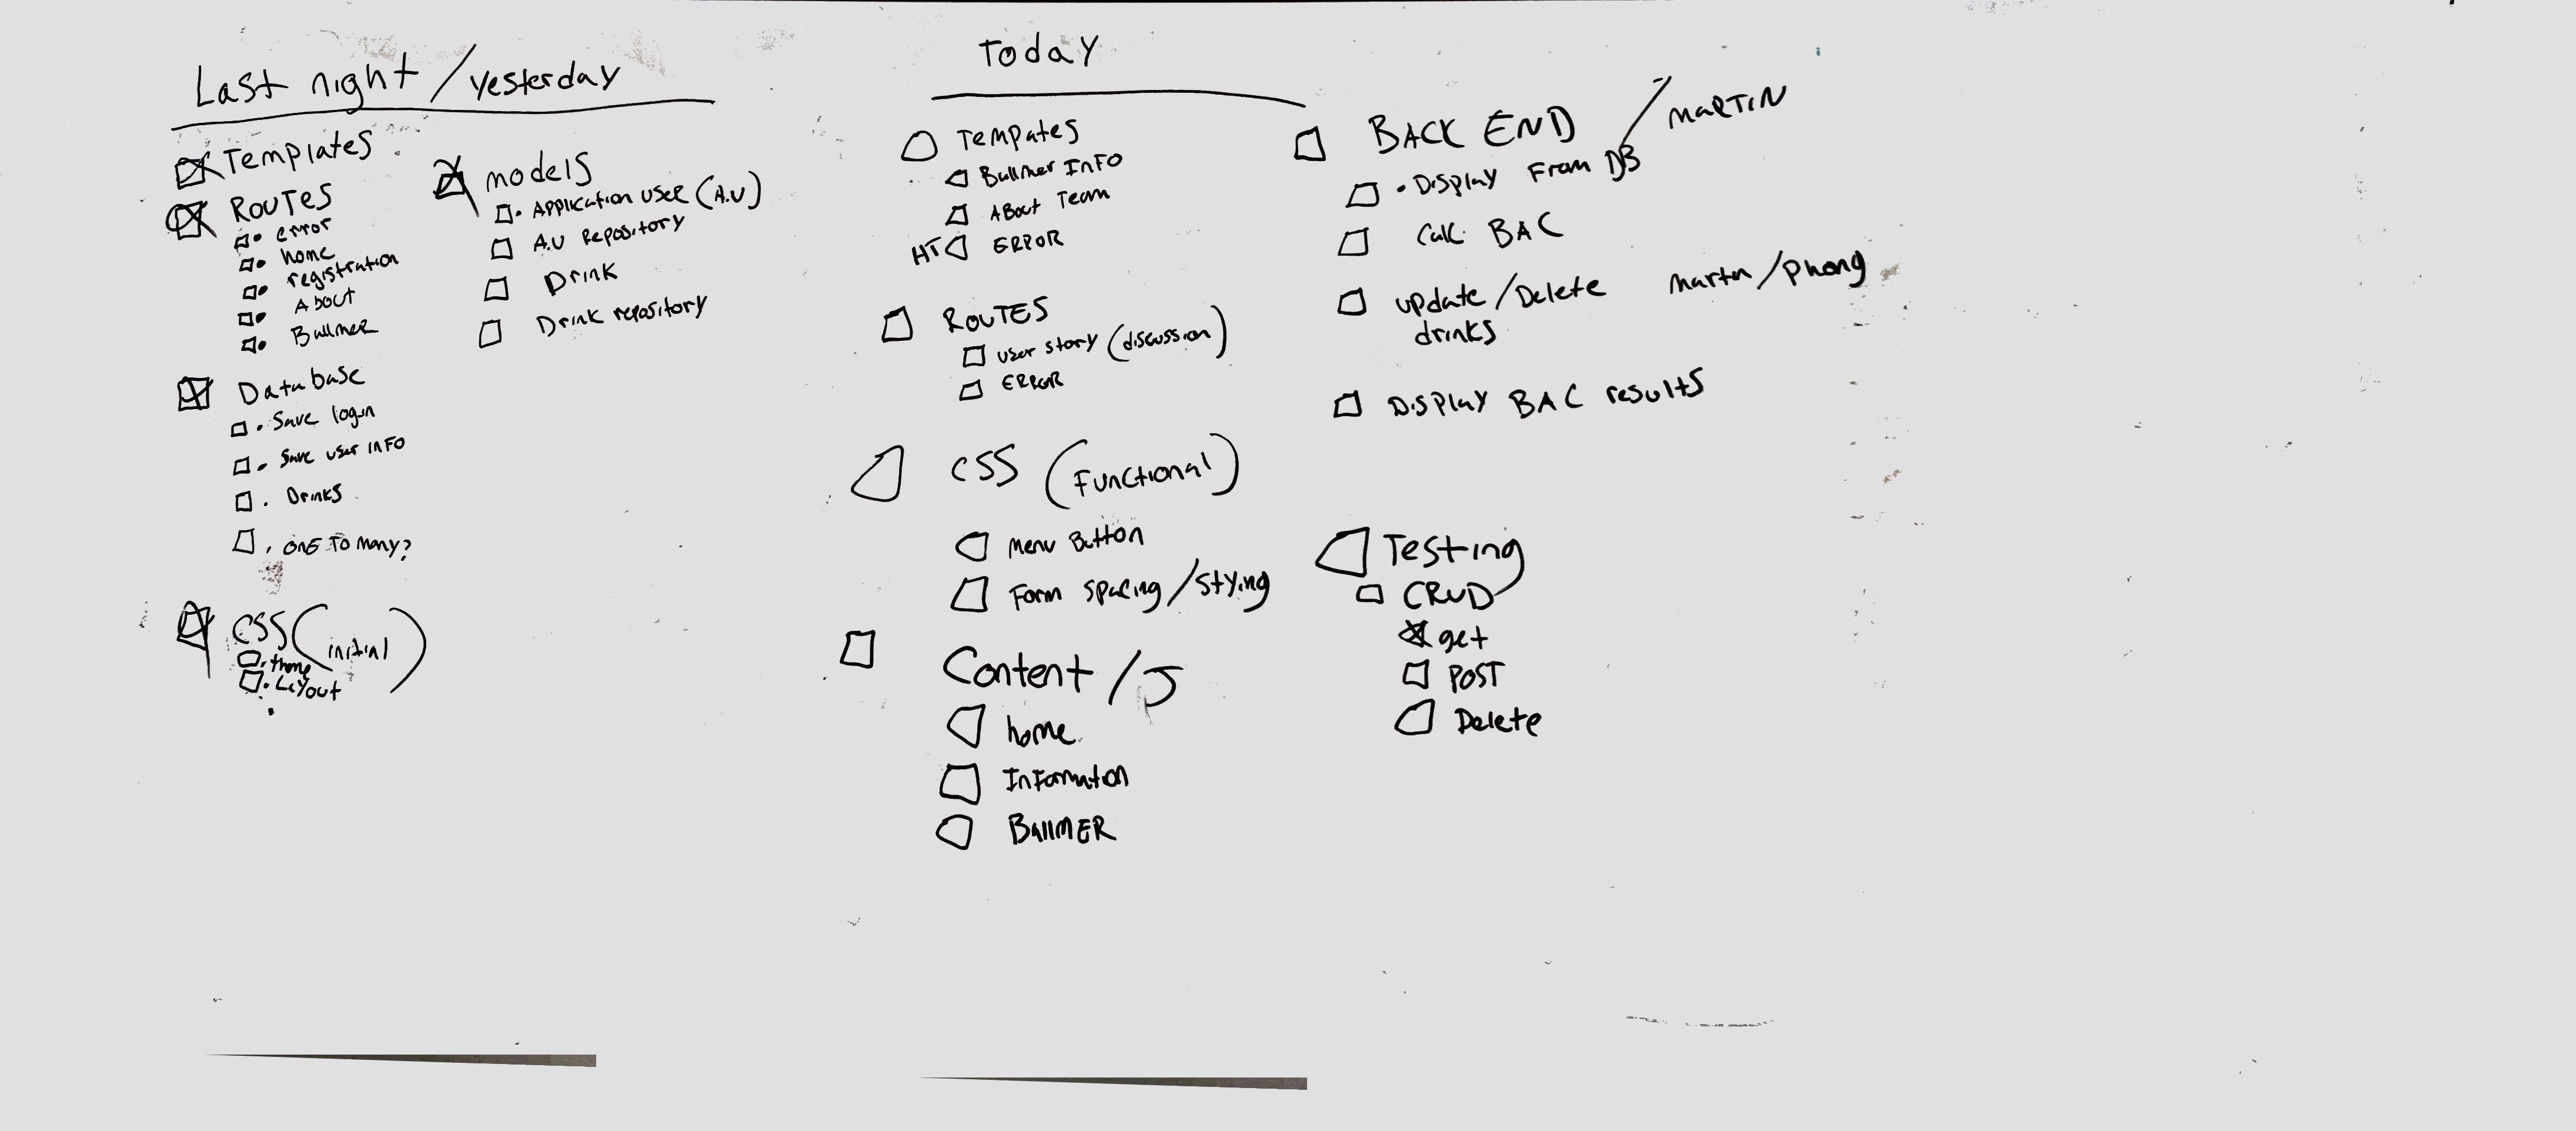 Last night / yesterday
Templates
Routes
• error
• home
• registration
• About
• Ballmer
Database
• Save login
• Save user info
• Drinks
• one to many?
CSS (initial)
• theme
• Layout
models
• Application user (A.U)
A.U Repository
Drink
Drink repository
Today
Tempates
Ballmer Info
About Team
HT ERROR
Routes
user story (discussion)
ERROR
CSS (Functional)
Menu Button
Form spacing / stying
Content / J
home
Information
BallmER
BACK END / MARTIN
• Display From DB
Calc BAC
update / Delete martin / phong
drinks
Display BAC results
Testing
CRUD
get
POST
Delete